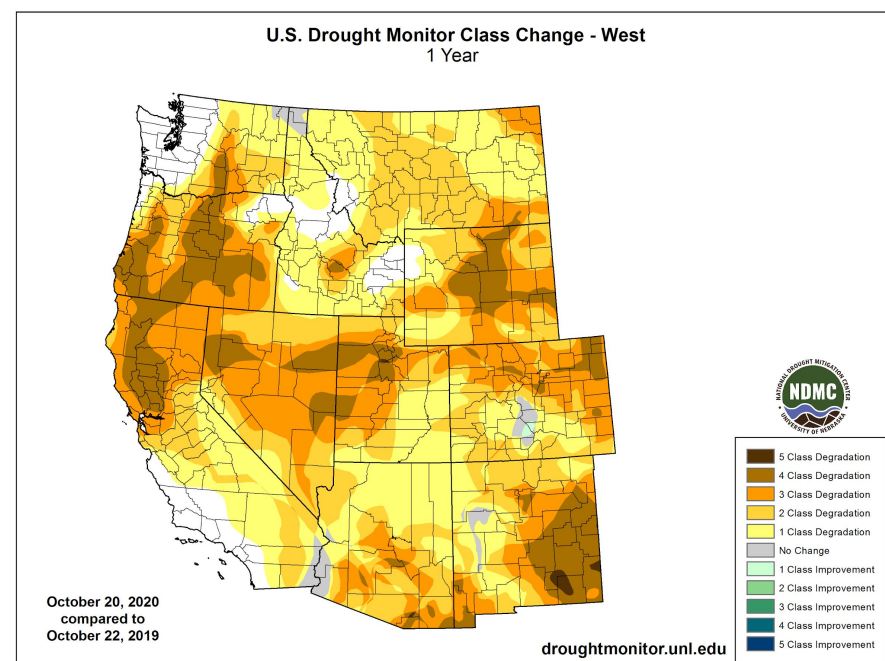 U.S. Drought Monitor Class Change - West
1 Year
NATIONAL DROUGHT MITIGATION CENTER
NDMC
UNIVERSITY OF NEBRASKA
5 Class Degradation
4 Class Degradation
3 Class Degradation
2 Class Degradation
1 Class Degradation
No Change
1 Class Improvement
2 Class Improvement
3 Class Improvement
4 Class Improvement
5 Class Improvement
October 20, 2020
compared to
October 22, 2019
droughtmonitor.unl.edu